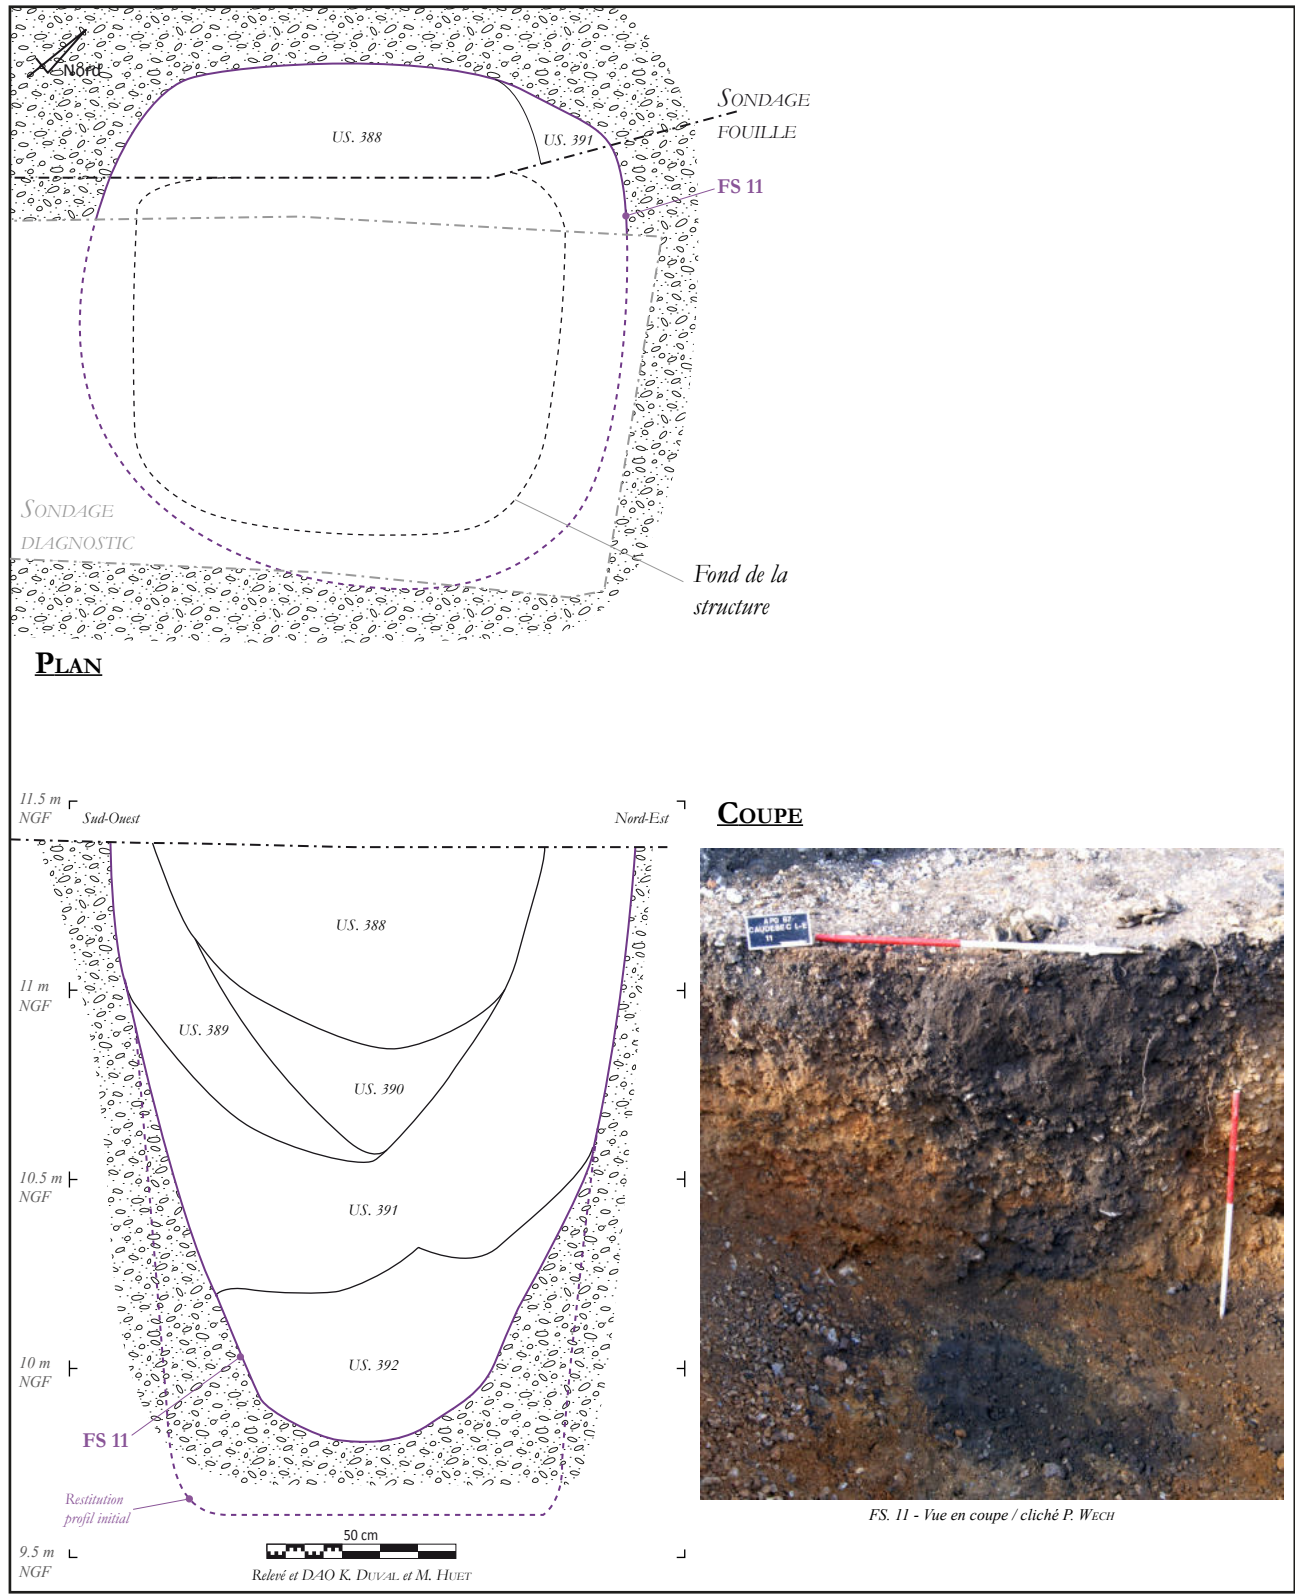 Nord
SONDAGE
FOUILLE
US. 388
US. 391
FS 11
SONDAGE
DIAGNOSTIC
Fond de la
structure
PLAN
11.5 m
NGF
Sud-Ouest
Nord-Est
COUPE
US. 388
11 m
NGF
US. 389
US. 390
10.5 m
NGF
US. 391
10 m
NGF
US. 392
FS 11
Restitution
profil initial
50 cm
9.5 m
NGF
Relevé et DAO K. DUVAL et M. HUET
CAUDEBEC L-E
11
FS. 11 - Vue en coupe / cliché P. WECH